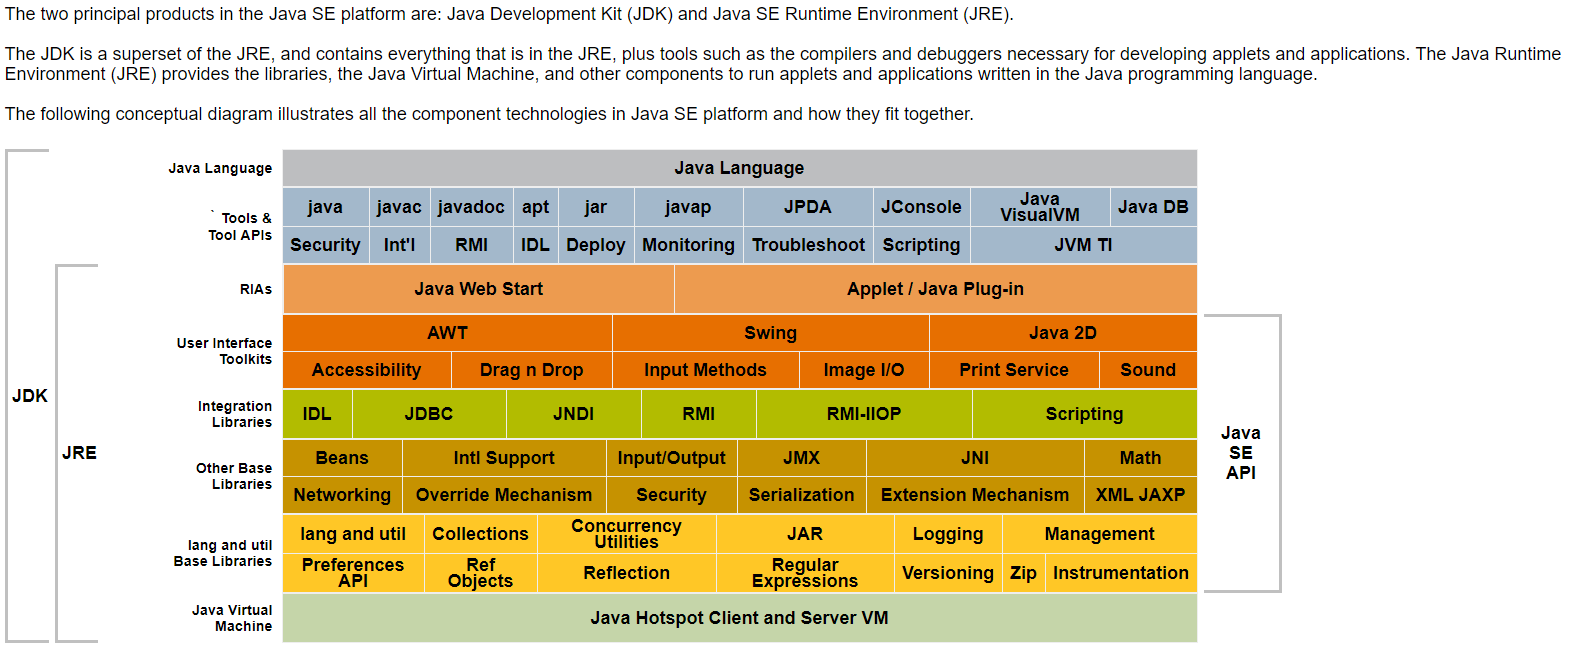 The two principal products in the Java SE platform are: Java Development Kit (JDK) and Java SE Runtime Environment (JRE).
The JDK is a superset of the JRE, and contains everything that is in the JRE, plus tools such as the compilers and debuggers necessary for developing applets and applications. The Java Runtime
Environment (JRE) provides the libraries, the Java Virtual Machine, and other components to run applets and applications written in the Java programming language.
The following conceptual diagram illustrates all the component technologies in Java SE platform and how they fit together.
JDK
JRE
Java Language
Java Language
` Tools &
Tool APIs
java javac javadoc apt jar javap JPDA JConsole Java VisualVM Java DB
Security Int'l RMI IDL Deploy Monitoring Troubleshoot Scripting JVM TI
RIAs
Java Web Start Applet / Java Plug-in
User Interface
Toolkits
AWT Swing Java 2D
Accessibility Drag n Drop Input Methods Image I/O Print Service Sound
Integration
Libraries
IDL JDBC JNDI RMI RMI-IIOP Scripting
Other Base
Libraries
Beans Intl Support Input/Output JMX JNI Math
Networking Override Mechanism Security Serialization Extension Mechanism XML JAXP
lang and util
Base Libraries
lang and util Collections Concurrency Utilities JAR Logging Management
Preferences API Ref Objects Reflection Regular Expressions Versioning Zip Instrumentation
Java Virtual
Machine
Java Hotspot Client and Server VM
Java
SE
API